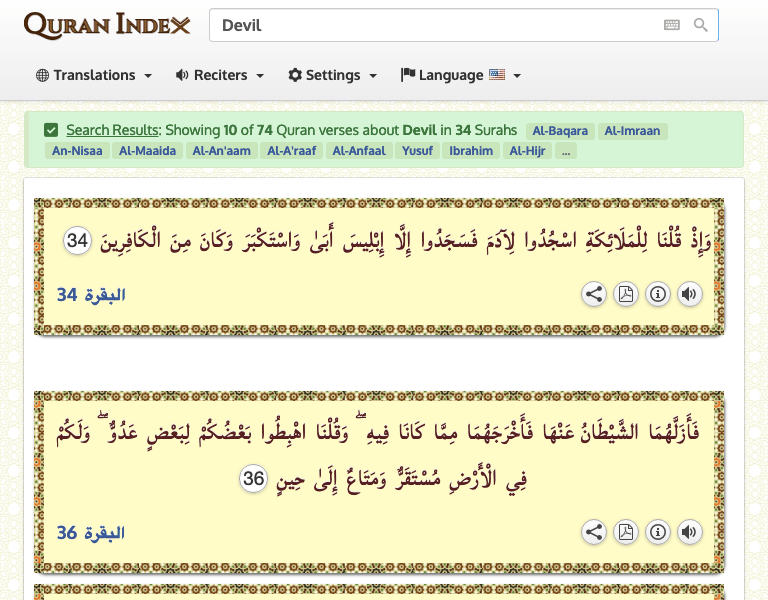 QURAN INDEX
Devil
Translations Reciters Settings Language
Search Results: Showing 10 of 74 Quran verses about Devil in 34 Surahs Al-Baqara Al-Imraan
An-Nisaa Al-Maaida Al-An'aam Al-A'raaf Al-Anfaal Yusuf Ibrahim Al-Hijr ...
وَإِذْ قُلْنَا لِلْمَلَائِكَةِ اسْجُدُوا لِآدَمَ فَسَجَدُوا إِلَّا إِبْلِيسَ أَبَىٰ وَاسْتَكْبَرَ وَكَانَ مِنَ الْكَافِرِينَ 34
البقرة 34
فَأَزَلَّهُمَا الشَّيْطَانُ عَنْهَا فَأَخْرَجَهُمَا مِمَّا كَانَا فِيهِ ۖ وَقُلْنَا اهْبِطُوا بَعْضُكُمْ لِبَعْضٍ عَدُوٌّ ۖ وَلَكُمْ
فِي الْأَرْضِ مُسْتَقَرٌّ وَمَتَاعٌ إِلَىٰ حِينٍ 36
البقرة 36